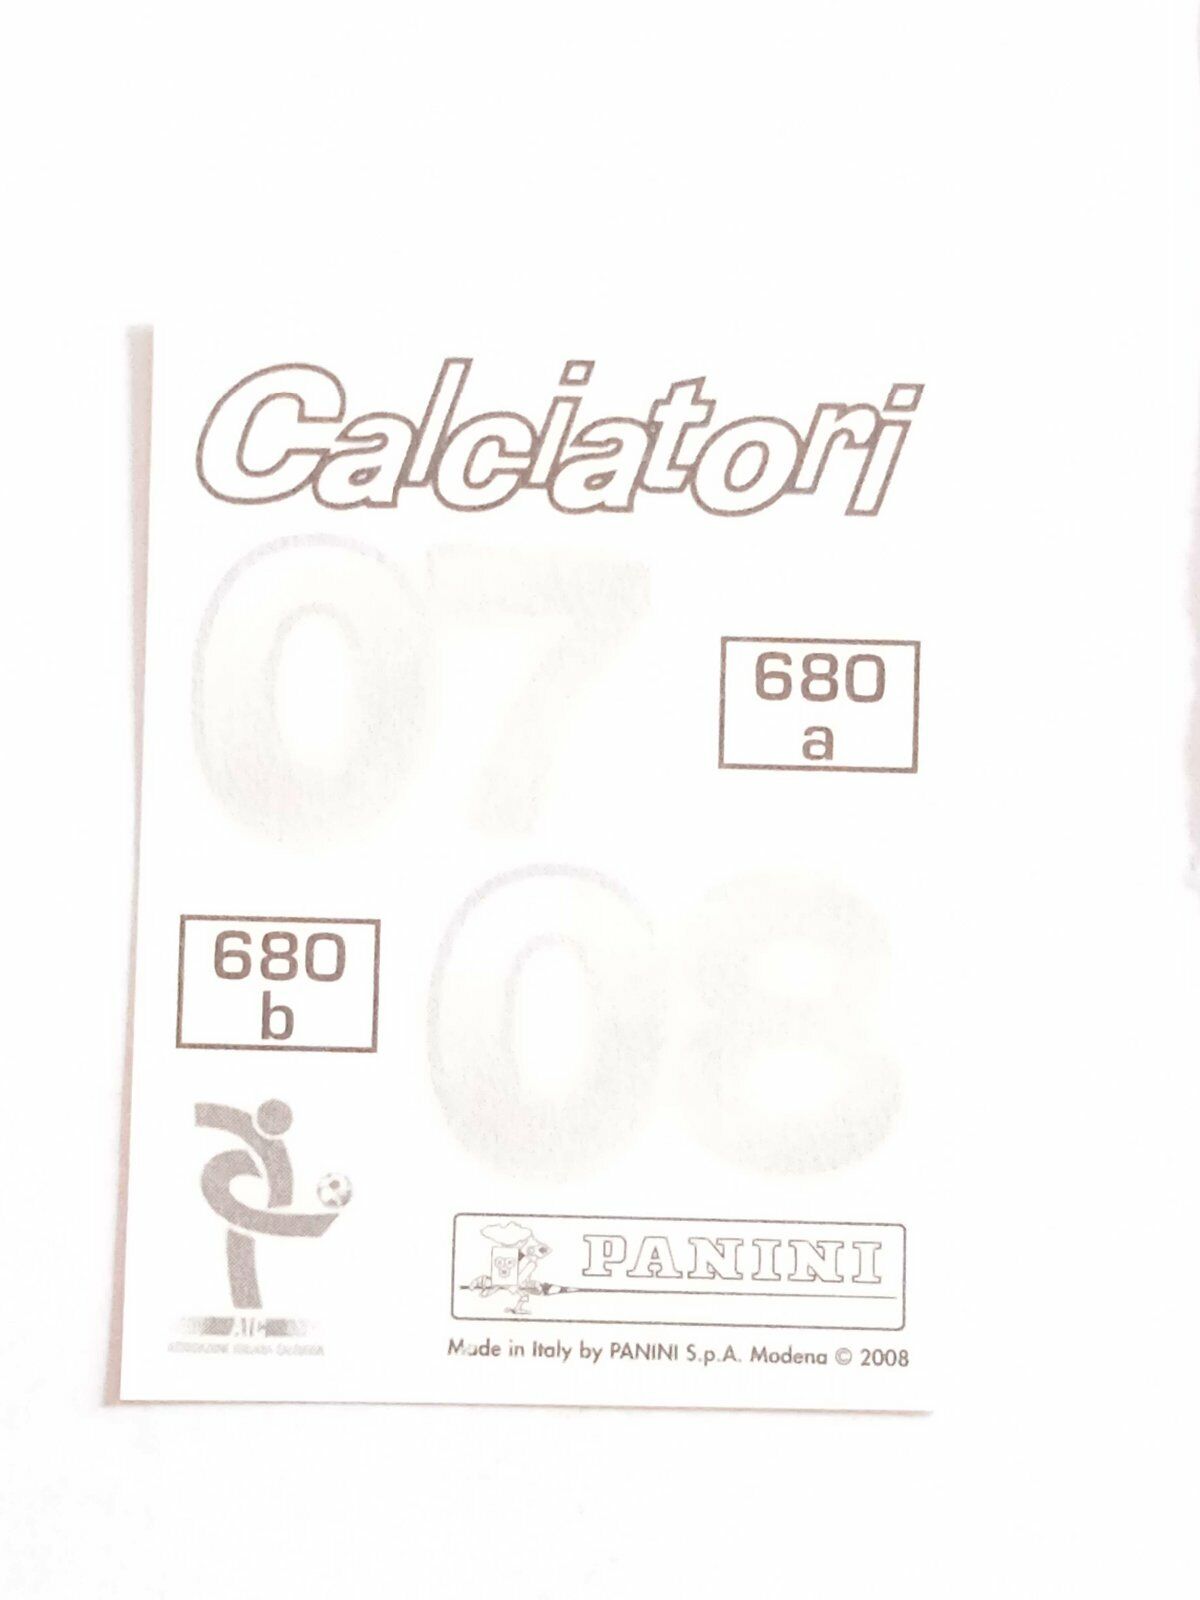 Calciatori
07
680
a
08
680
b
PANINI
Made in Italy by PANINI S.p.A. Modena © 2008